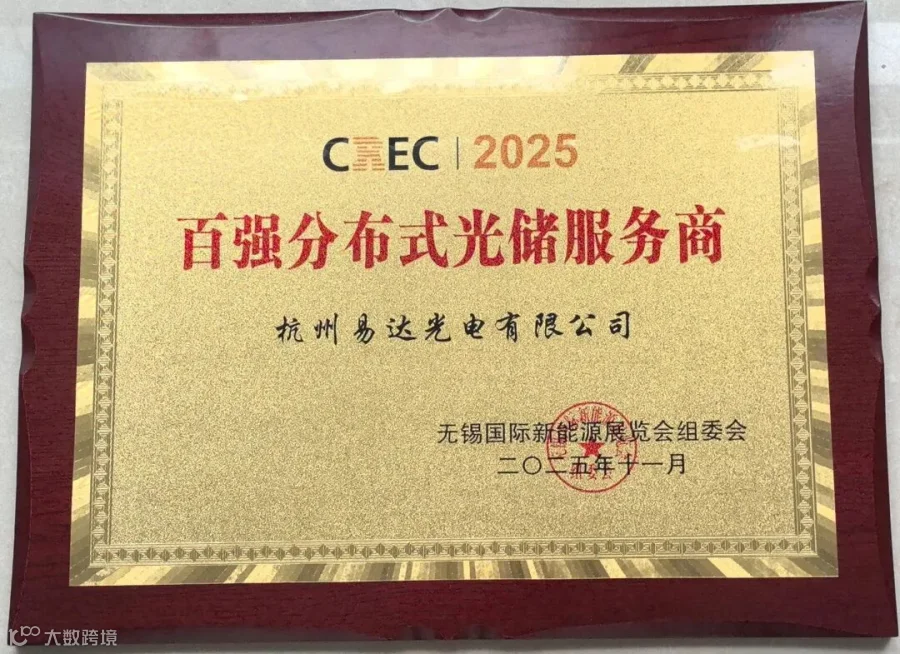 CREC | 2025
百强分布式光储服务商
杭州易达光电有限公司
无锡国际新能源展览会组委会
二〇二五年十一月
大数跨境